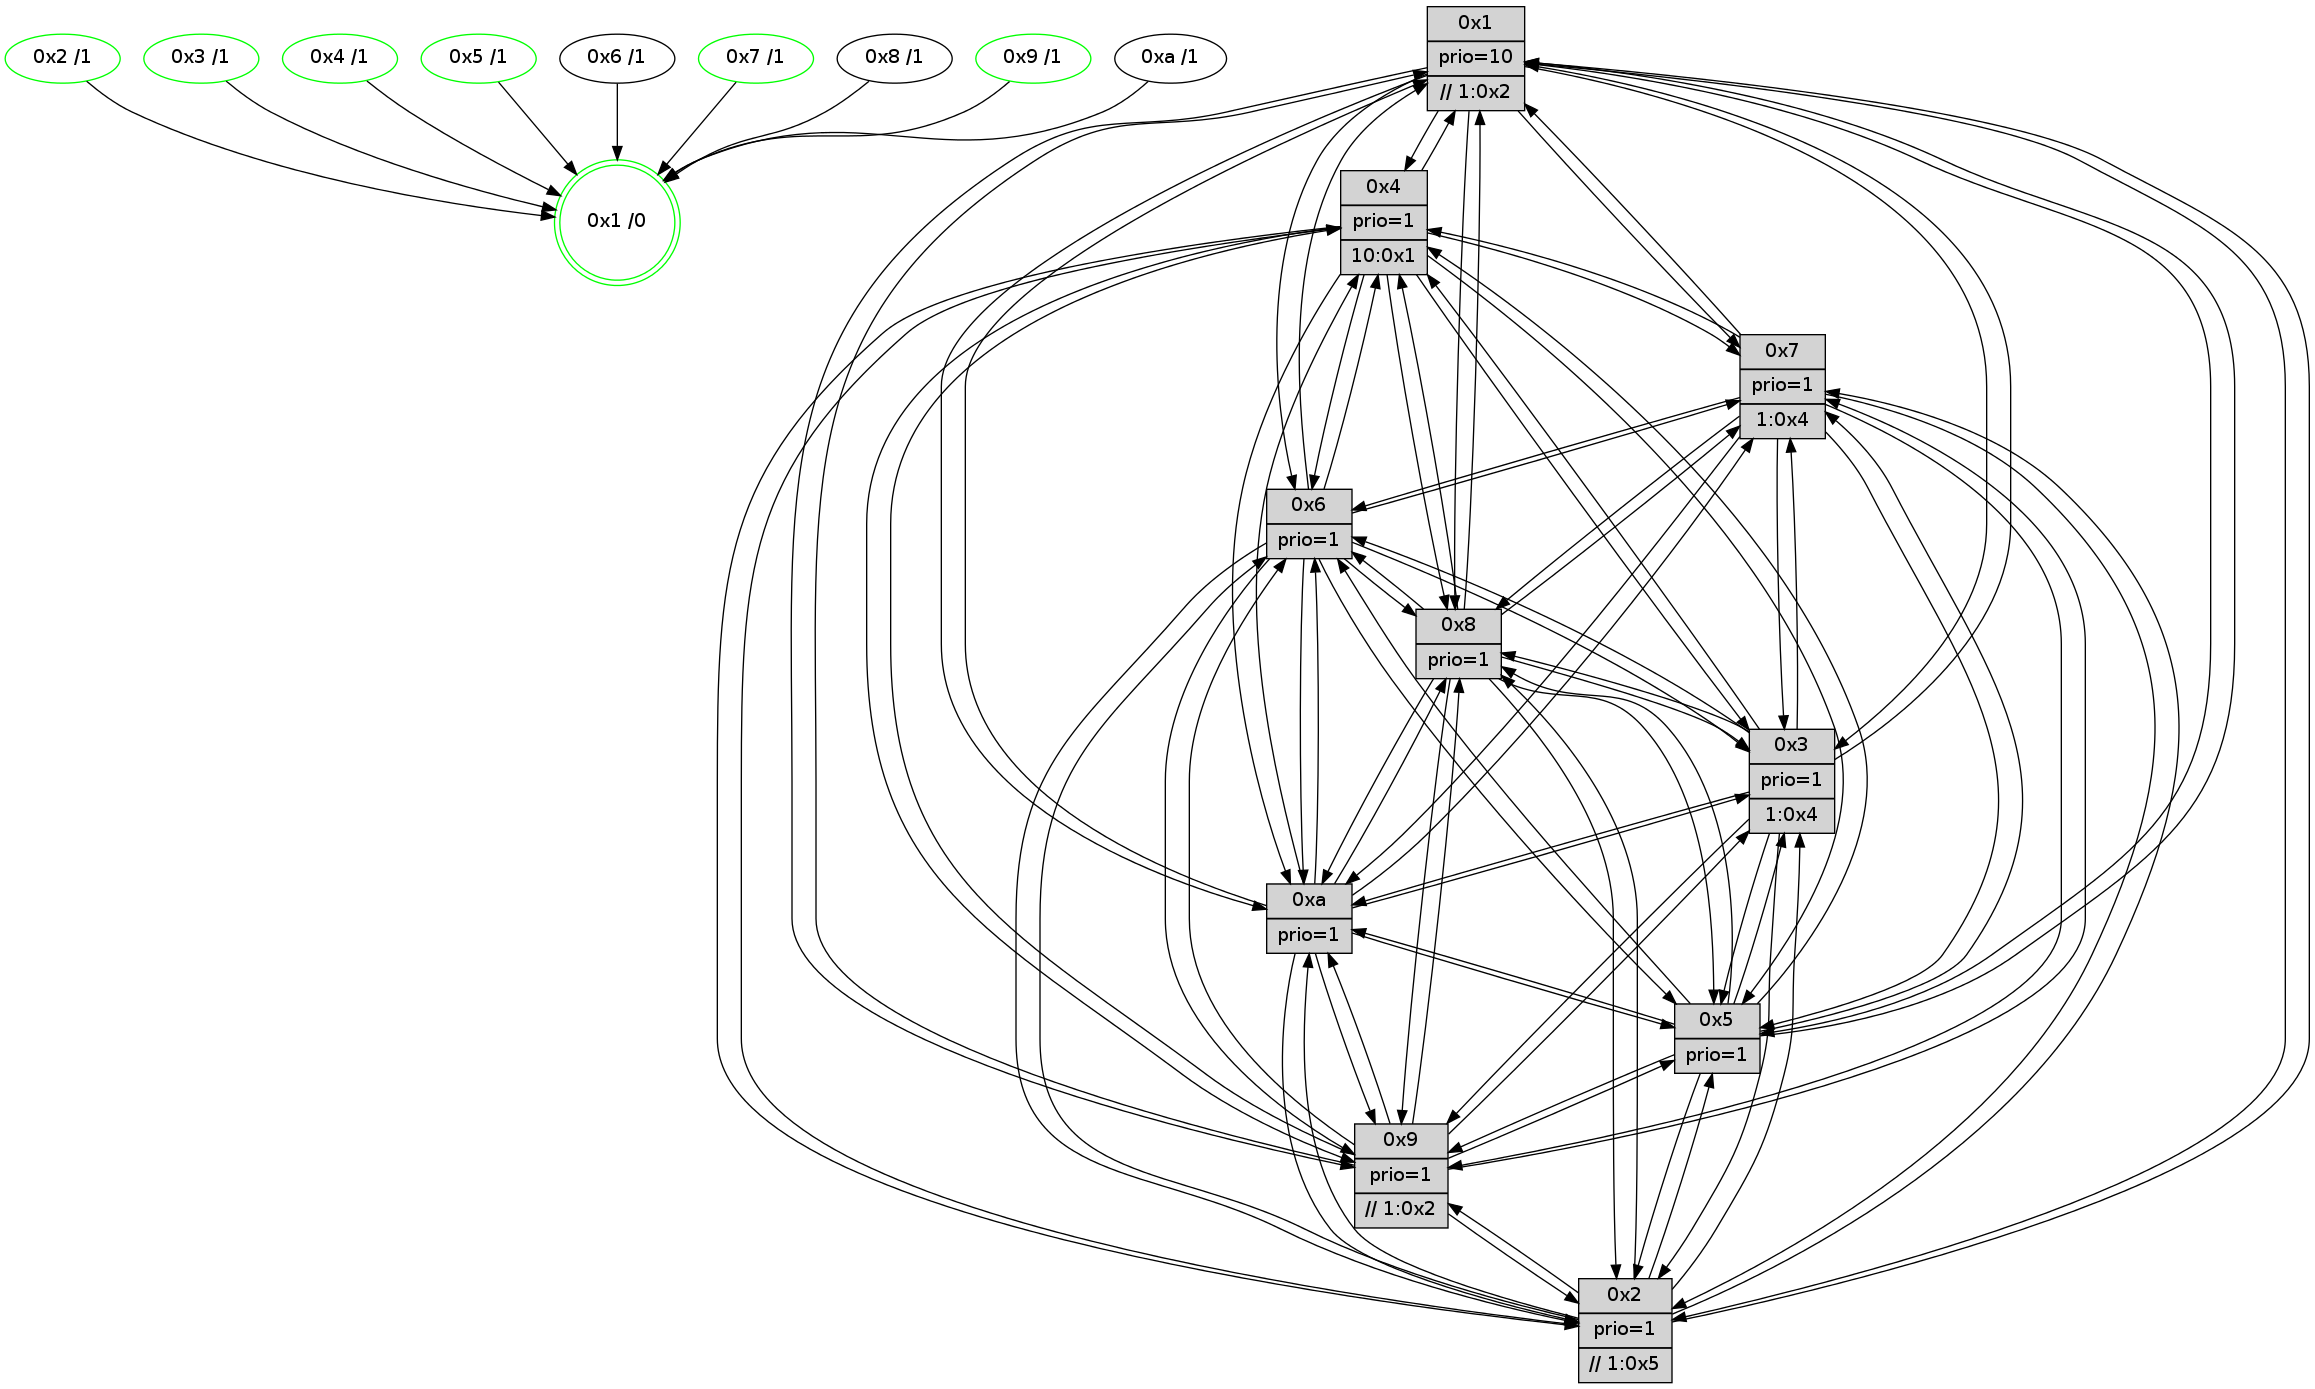 0x2 /1
0x3 /1
0x4 /1
0x5 /1
0x6 /1
0x7 /1
0x8 /1
0x9 /1
0xa /1
0x1 /0
0x1
prio=10
// 1:0x2
0x4
prio=1
10:0x1
0x7
prio=1
1:0x4
0x6
prio=1
0x8
prio=1
0x3
prio=1
1:0x4
0xa
prio=1
0x5
prio=1
0x9
prio=1
// 1:0x2
0x2
prio=1
// 1:0x5